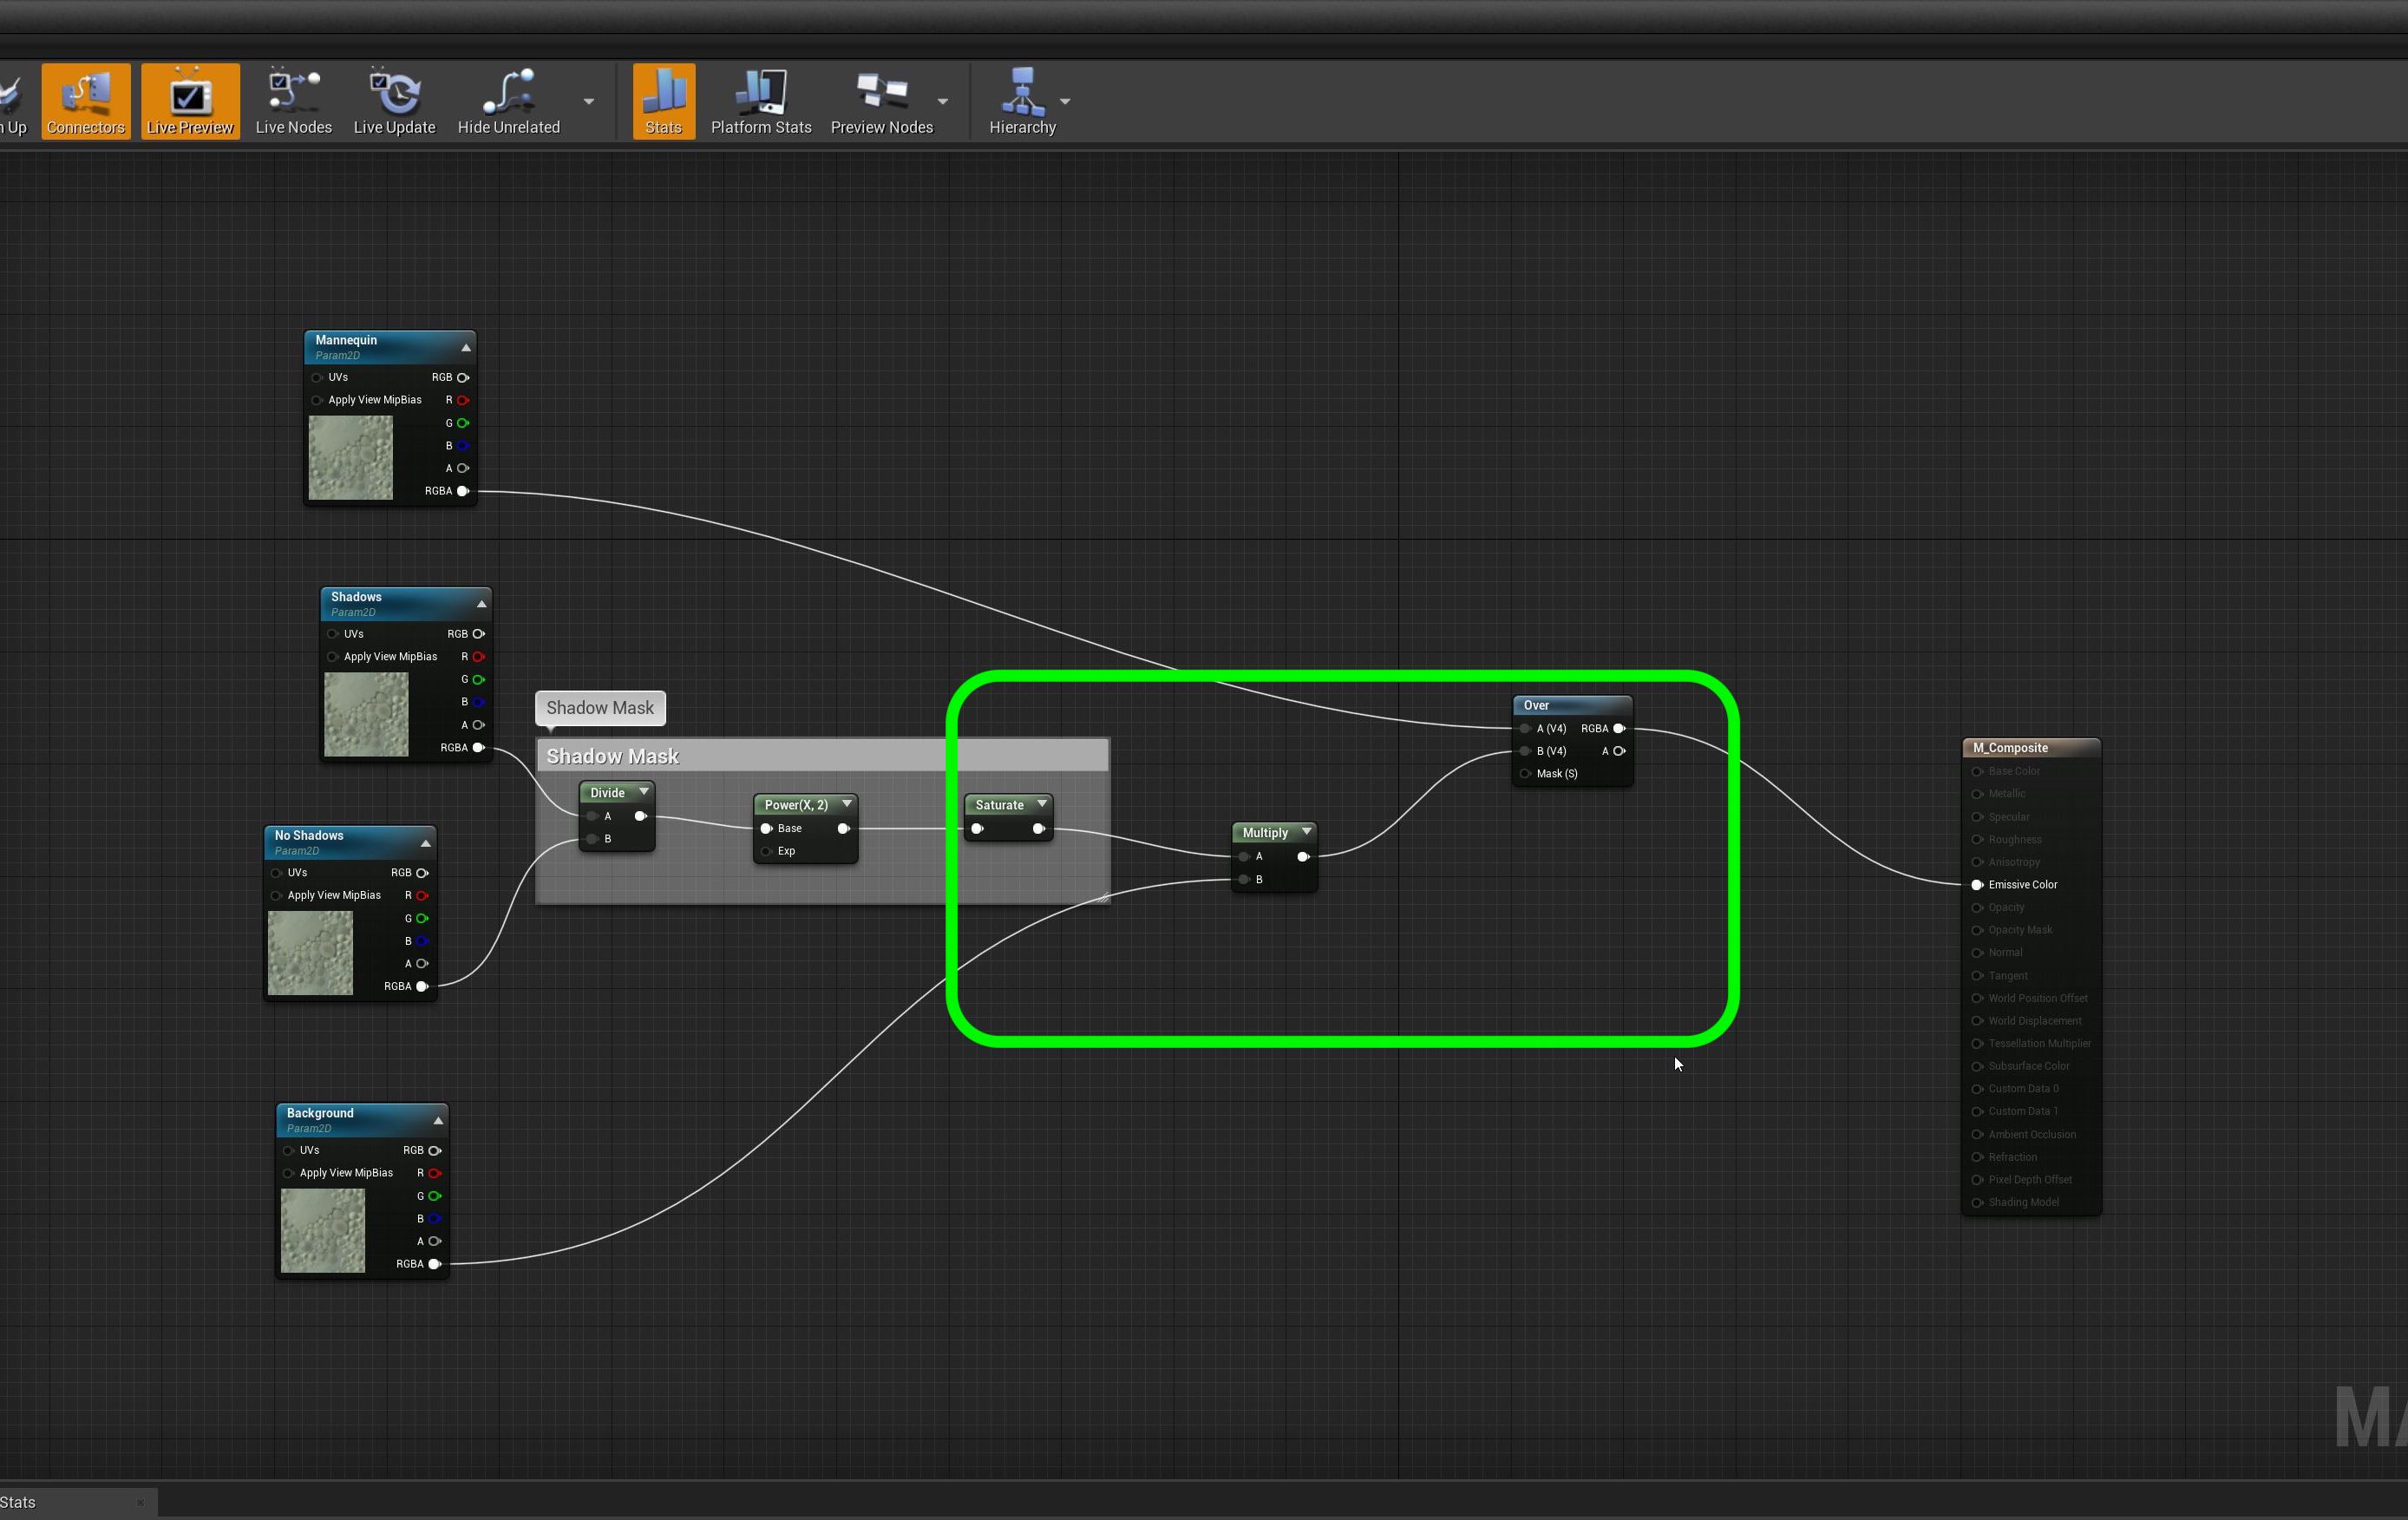 n Up
Connectors
Live Preview
Live Nodes
Live Update
Hide Unrelated
Stats
Platform Stats
Preview Nodes
Hierarchy
Mannequin
Param2D
UVs RGB
Apply View MipBias R
G
B
A
RGBA
Shadows
Param2D
UVs RGB
Apply View MipBias R
G
B
A
RGBA
Shadow Mask
Shadow Mask
Divide
A
B
Power(X, 2)
Base
Exp
Saturate
Multiply
A
B
Over
A (V4) RGBA
B (V4) A
Mask (S)
No Shadows
Param2D
UVs RGB
Apply View MipBias R
G
B
A
RGBA
Background
Param2D
UVs RGB
Apply View MipBias R
G
B
A
RGBA
M_Composite
Base Color
Metallic
Specular
Roughness
Anisotropy
Emissive Color
Opacity
Opacity Mask
Normal
Tangent
World Position Offset
World Displacement
Tessellation Multiplier
Subsurface Color
Custom Data 0
Custom Data 1
Ambient Occlusion
Refraction
Pixel Depth Offset
Shading Model
MA
Stats